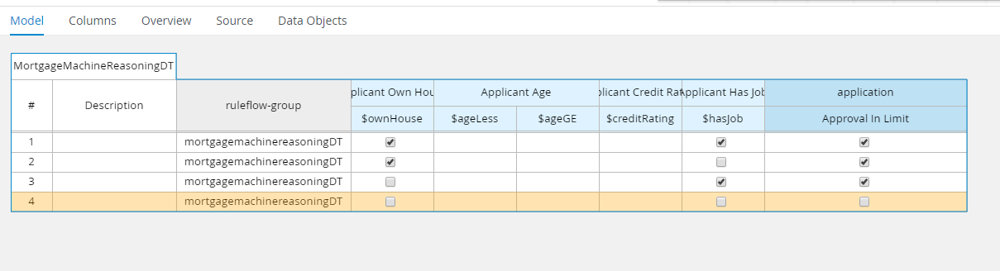 Model Columns Overview Source Data Objects
MortgageMachineReasoningDT
# Description ruleflow-group plicant Own Hou Applicant Age plicant Credit Rat Applicant Has Job application
$ownHouse $ageLess $ageGE $creditRating $hasJob Approval In Limit
1 mortgagemachinereasoningDT
2 mortgagemachinereasoningDT
3 mortgagemachinereasoningDT
4 mortgagemachinereasoningDT